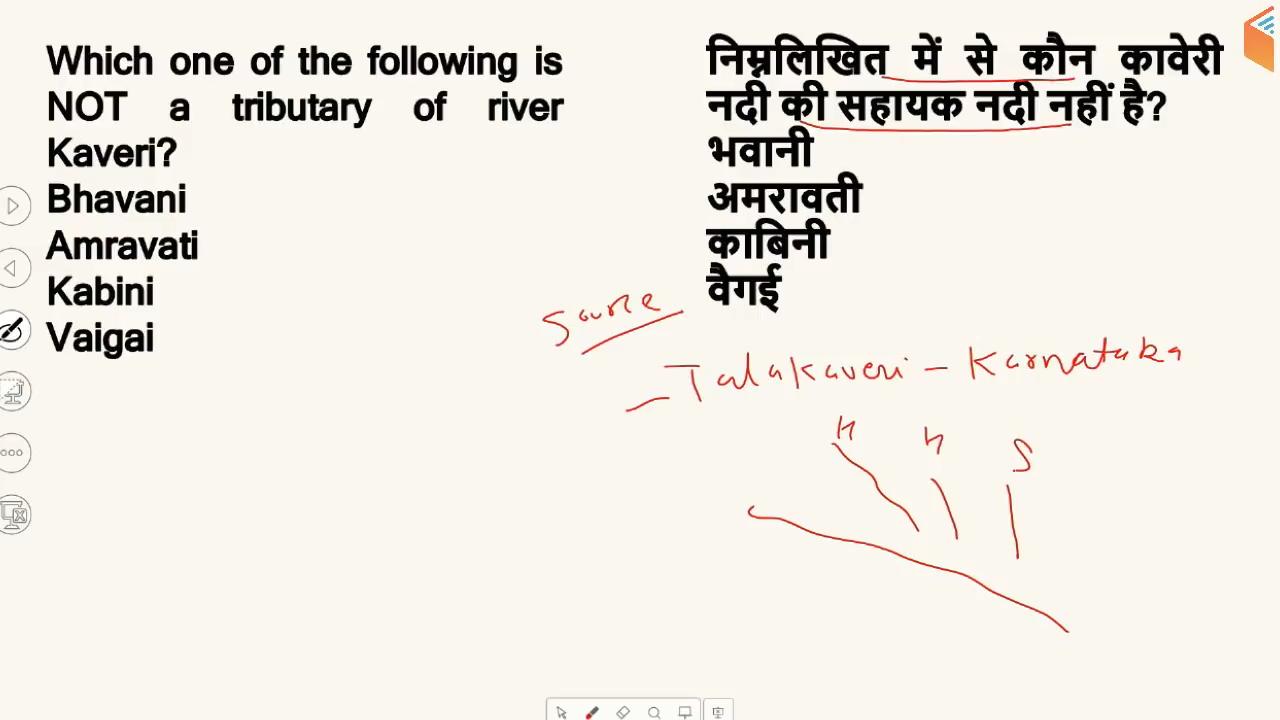 Which one of the following is
NOT a tributary of river
Kaveri?
Bhavani
Amravati
Kabini
Vaigai
निम्नलिखित में से कौन कावेरी
नदी की सहायक नदी नहीं है?
भवानी
अमरावती
काबिनी
वैगई
Source
Talakaveri - Karnataka
H H S